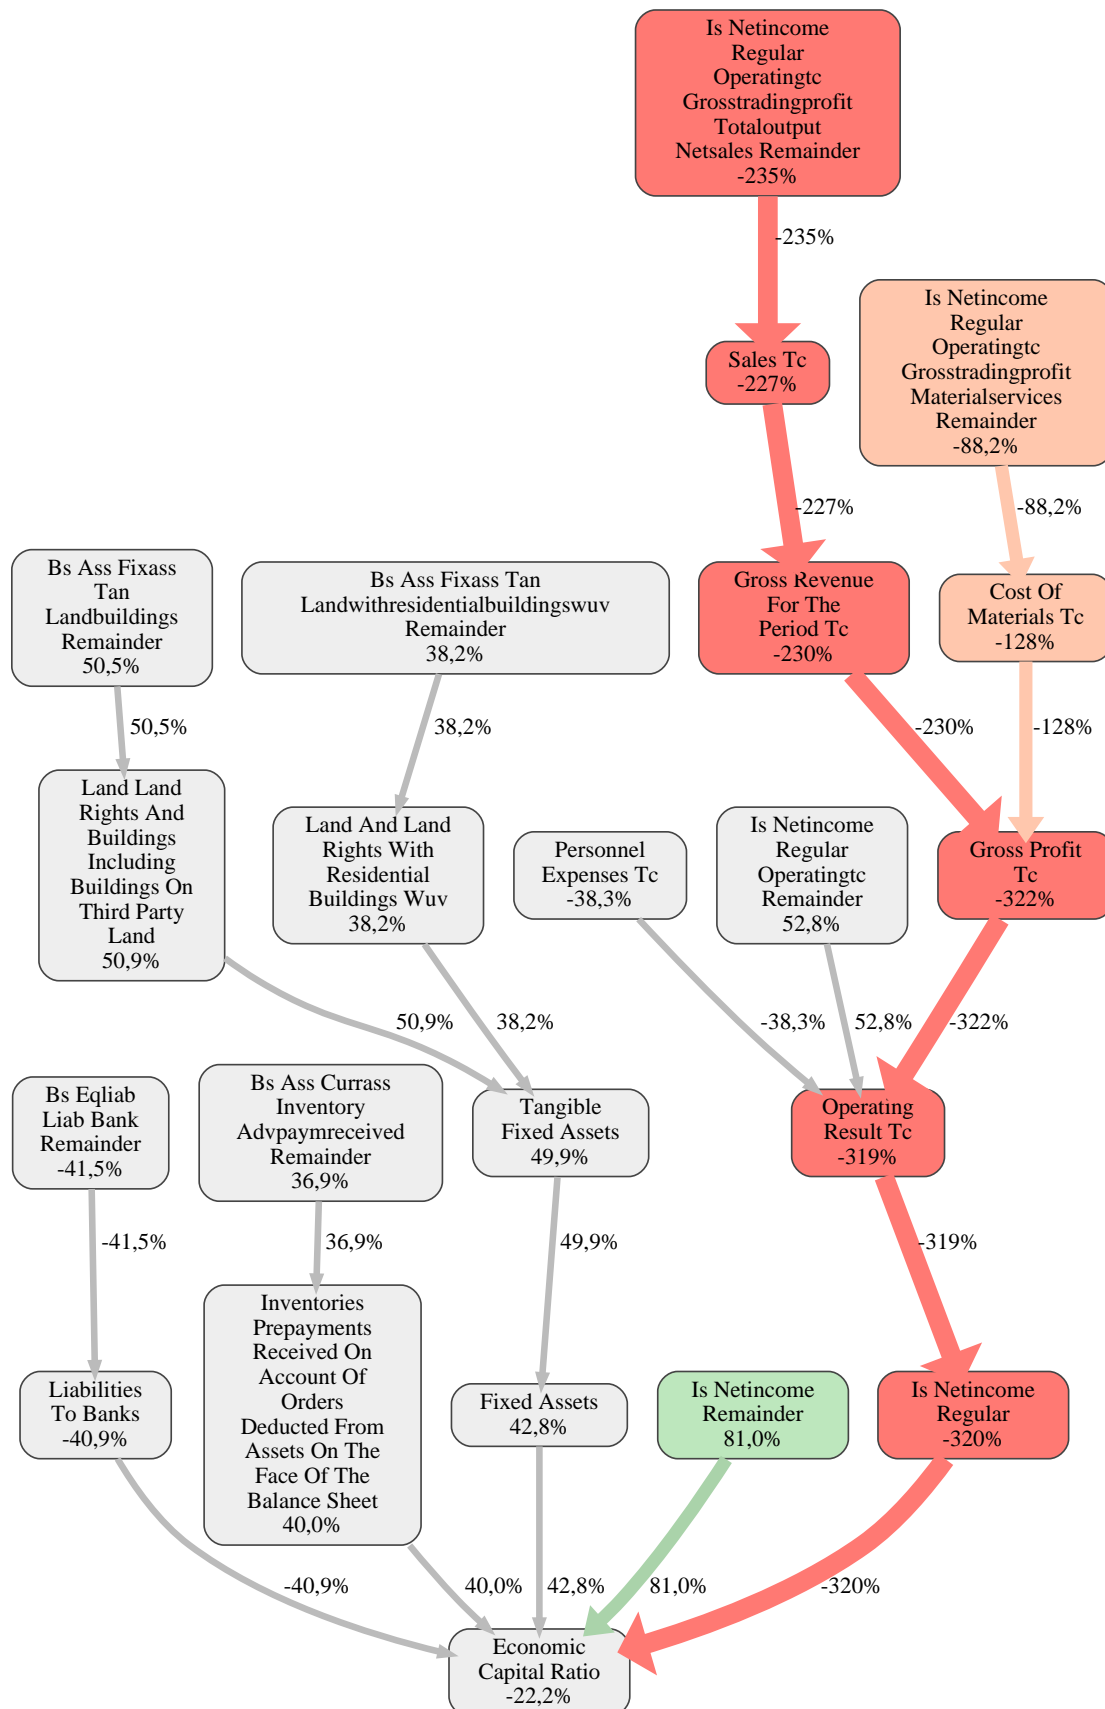 Is Netincome
Regular
Operatingtc
Grosstradingprofit
Totaloutput
Netsales Remainder
-235%
-235%
Is Netincome
Regular
Operatingtc
Grosstradingprofit
Materialservices
Remainder
-88,2%
Sales Tc
-227%
-227%
-88,2%
Bs Ass Fixass
Tan
Landbuildings
Remainder
50,5%
Bs Ass Fixass Tan
Landwithresidentialbuildingswuv
Remainder
38,2%
Gross Revenue
For The
Period Tc
-230%
Cost Of
Materials Tc
-128%
50,5%
38,2%
-230%
-128%
Land Land
Rights And
Buildings
Including
Buildings On
Third Party
Land
50,9%
Land And Land
Rights With
Residential
Buildings Wuv
38,2%
Personnel
Expenses Tc
-38,3%
Is Netincome
Regular
Operatingtc
Remainder
52,8%
Gross Profit
Tc
-322%
50,9%
38,2%
-38,3%
52,8%
-322%
Bs Eqliab
Liab Bank
Remainder
-41,5%
Bs Ass Currass
Inventory
Advpaymreceived
Remainder
36,9%
Tangible
Fixed Assets
49,9%
Operating
Result Tc
-319%
-41,5%
36,9%
49,9%
-319%
Liabilities
To Banks
-40,9%
Inventories
Prepayments
Received On
Account Of
Orders
Deducted From
Assets On The
Face Of The
Balance Sheet
40,0%
Fixed Assets
42,8%
Is Netincome
Remainder
81,0%
Is Netincome
Regular
-320%
-40,9%
40,0%
42,8%
81,0%
-320%
Economic
Capital Ratio
-22,2%